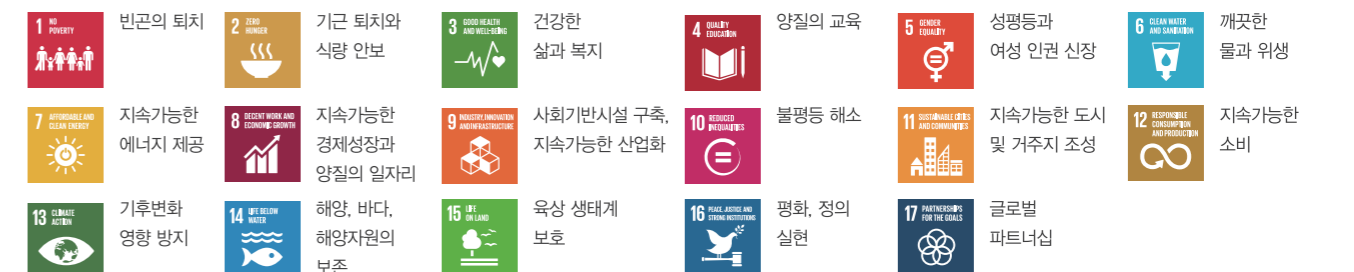 1 NO
POVERTY
빈곤의 퇴치
2 ZERO
HUNGER
기근 퇴치와
식량 안보
3 GOOD HEALTH
AND WELL-BEING
건강한
삶과 복지
4 QUALITY
EDUCATION
양질의 교육
5 GENDER
EQUALITY
성평등과
여성 인권 신장
6 CLEAN WATER
AND SANITATION
깨끗한
물과 위생
7 AFFORDABLE AND
CLEAN ENERGY
지속가능한
에너지 제공
8 DECENT WORK AND
ECONOMIC GROWTH
지속가능한
경제성장과
양질의 일자리
9 INDUSTRY, INNOVATION
AND INFRASTRUCTURE
사회기반시설 구축,
지속가능한 산업화
10 REDUCED
INEQUALITIES
불평등 해소
11 SUSTAINABLE CITIES
AND COMMUNITIES
지속가능한 도시
및 거주지 조성
12 RESPONSIBLE
CONSUMPTION
AND PRODUCTION
지속가능한
소비
13 CLIMATE
ACTION
기후변화
영향 방지
14 LIFE BELOW
WATER
해양, 바다,
해양자원의
보존
15 LIFE
ON LAND
육상 생태계
보호
16 PEACE, JUSTICE AND
STRONG INSTITUTIONS
평화, 정의
실현
17 PARTNERSHIPS
FOR THE GOALS
글로벌
파트너십